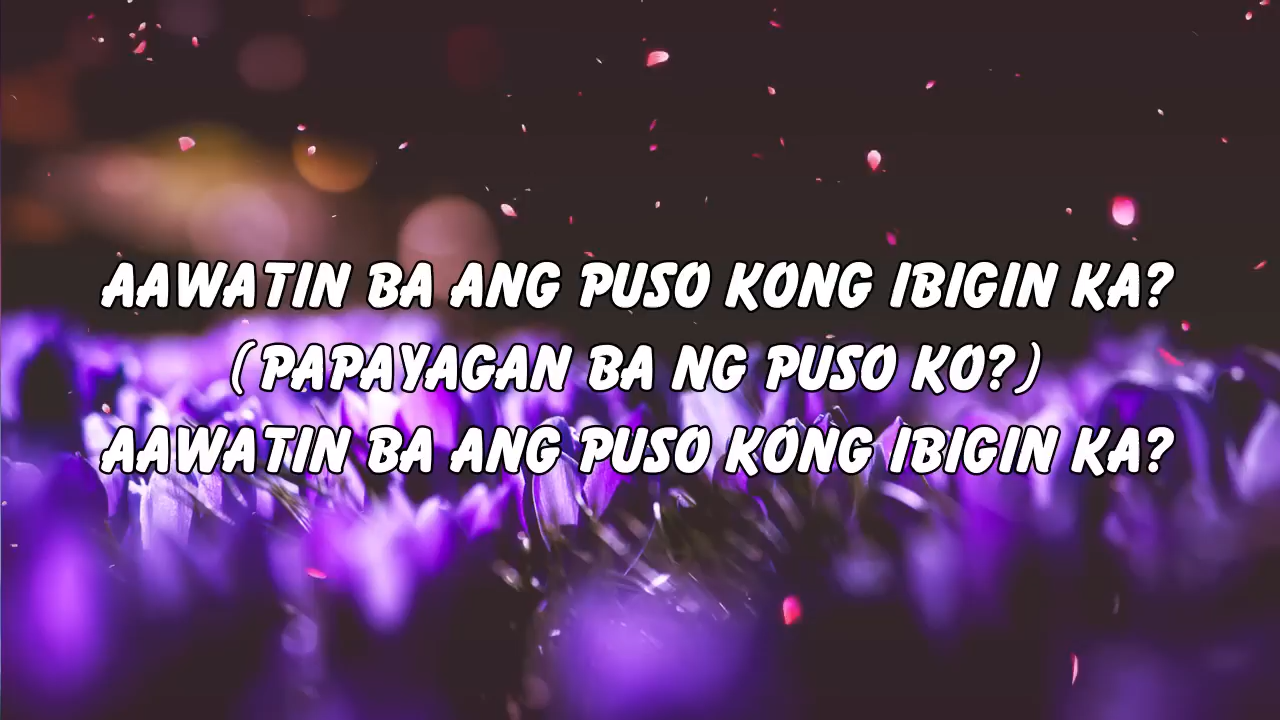 AAWATIN BA ANG PUSO KONG IBIGIN KA?
(PAPAYAGAN BA NG PUSO KO?)
AAWATIN BA ANG PUSO KONG IBIGIN KA?